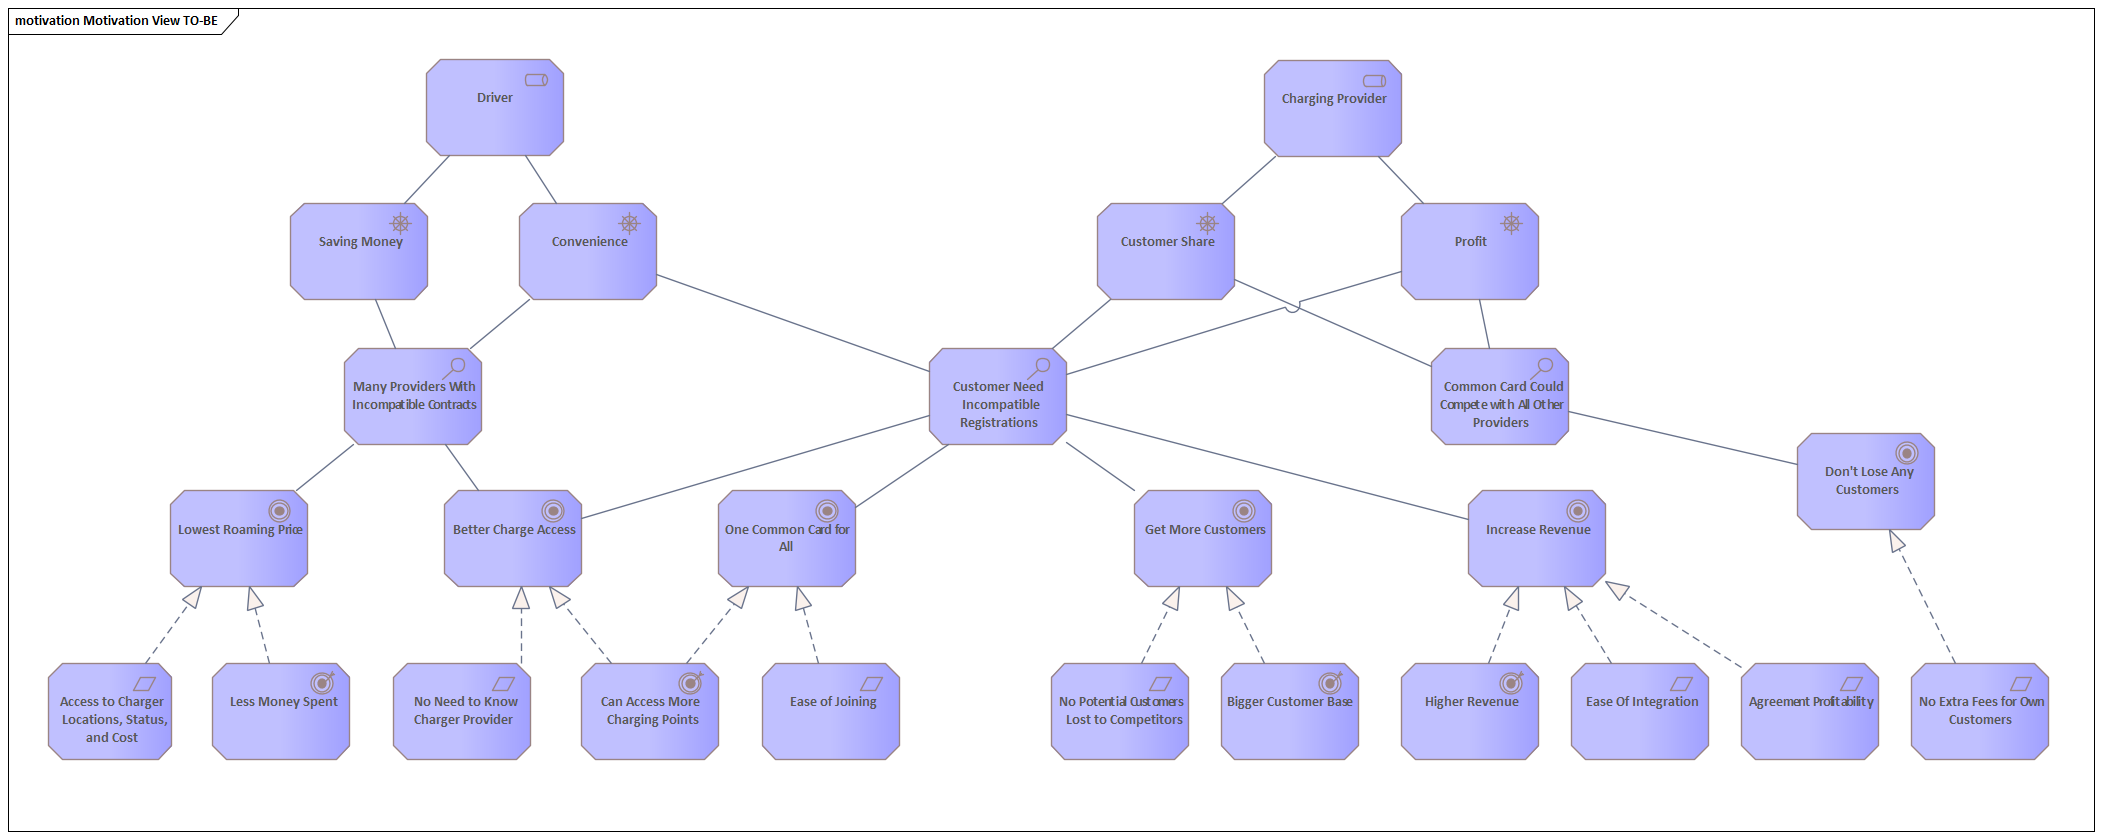 motivation Motivation View TO-BE
Driver
Charging Provider
Saving Money
Convenience
Customer Share
Profit
Many Providers With
Incompatible Contracts
Customer Need
Incompatible
Registrations
Common Card Could
Compete with All Other
Providers
Don't Lose Any
Customers
Lowest Roaming Price
Better Charge Access
One Common Card for
All
Get More Customers
Increase Revenue
Access to Charger
Locations, Status,
and Cost
Less Money Spent
No Need to Know
Charger Provider
Can Access More
Charging Points
Ease of Joining
No Potential Customers
Lost to Competitors
Bigger Customer Base
Higher Revenue
Ease Of Integration
Agreement Profitability
No Extra Fees for Own
Customers